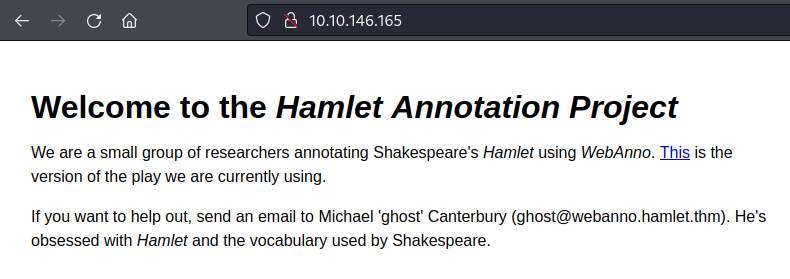 10.10.146.165
Welcome to the Hamlet Annotation Project
We are a small group of researchers annotating Shakespeare's Hamlet using WebAnno. This is the
version of the play we are currently using.
If you want to help out, send an email to Michael 'ghost' Canterbury (ghost@webanno.hamlet.thm). He's
obsessed with Hamlet and the vocabulary used by Shakespeare.